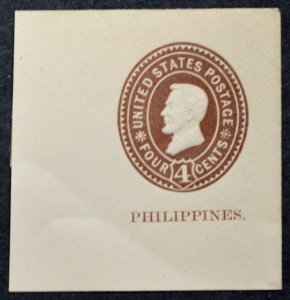 UNITED STATES POSTAGE
4
FOUR CENTS
PHILIPPINES.